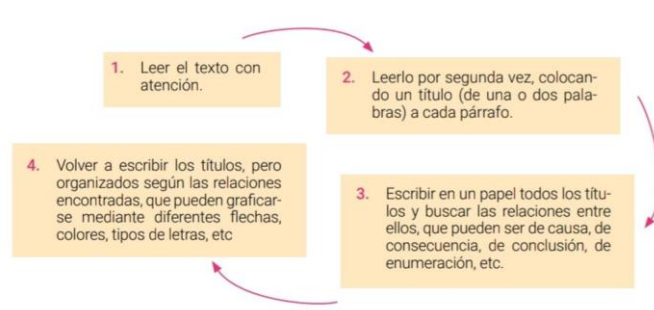 1. Leer el texto con
atención.
2. Leerlo por segunda vez, colocan-
do un título (de una o dos pala-
bras) a cada párrafo.
3. Escribir en un papel todos los títu-
los y buscar las relaciones entre
ellos, que pueden ser de causa, de
consecuencia, de conclusión, de
enumeración, etc.
4. Volver a escribir los títulos, pero
organizados según las relaciones
encontradas, que pueden graficar-
se mediante diferentes flechas,
colores, tipos de letras, etc